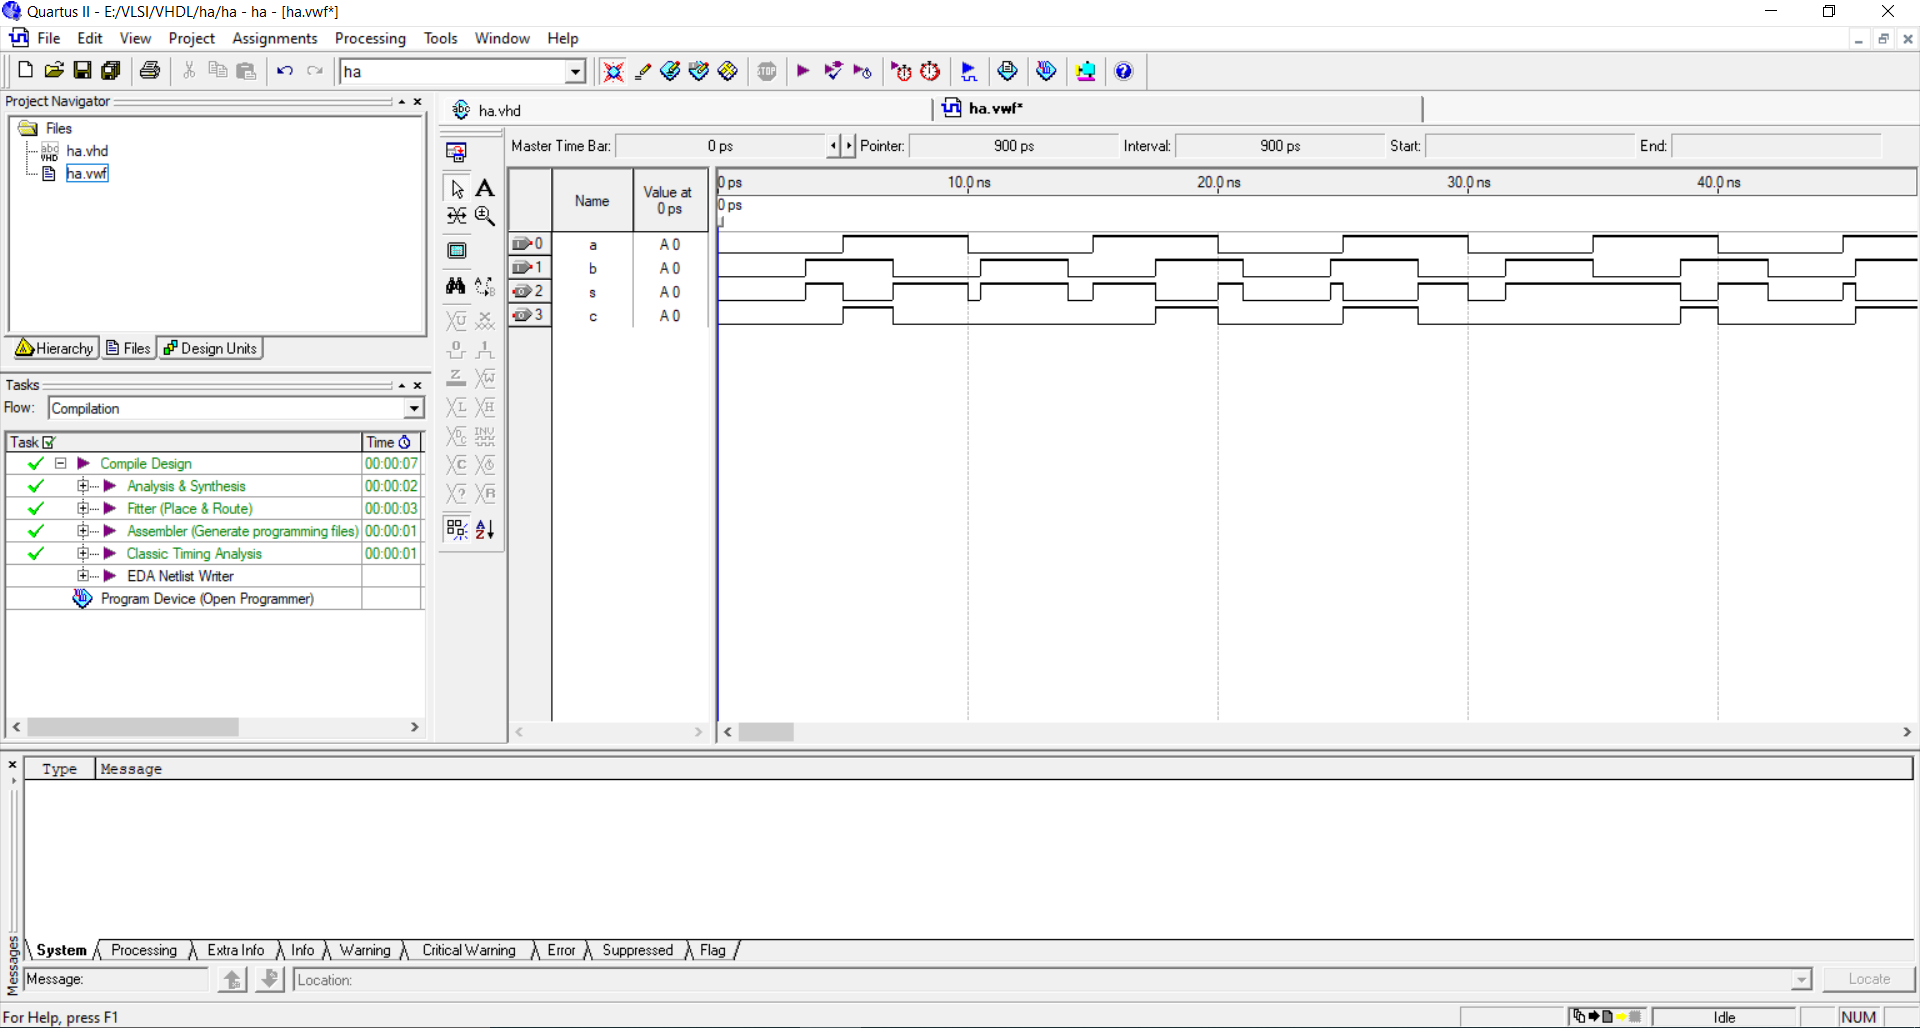 Quartus II - E:/VLSI/VHDL/ha/ha - ha - [ha.vwf*]
File Edit View Project Assignments Processing Tools Window Help
ha
Project Navigator
Files
ha.vhd
ha.vwf
Hierarchy Files Design Units
Tasks
Flow: Compilation
Task Time
Compile Design 00:00:07
Analysis & Synthesis 00:00:02
Fitter (Place & Route) 00:00:03
Assembler (Generate programming files) 00:00:01
Classic Timing Analysis 00:00:01
EDA Netlist Writer
Program Device (Open Programmer)
ha.vhd ha.vwf*
Master Time Bar: 0 ps Pointer: 900 ps Interval: 900 ps Start: End:
Name Value at 0 ps
0 ps 10.0 ns 20.0 ns 30.0 ns 40.0 ns
0 ps
0 a A 0
1 b A 0
2 s A 0
3 c A 0
Type Message
System Processing Extra Info Info Warning Critical Warning Error Suppressed Flag
Messages
Message: Location: Locate
For Help, press F1 Idle NUM